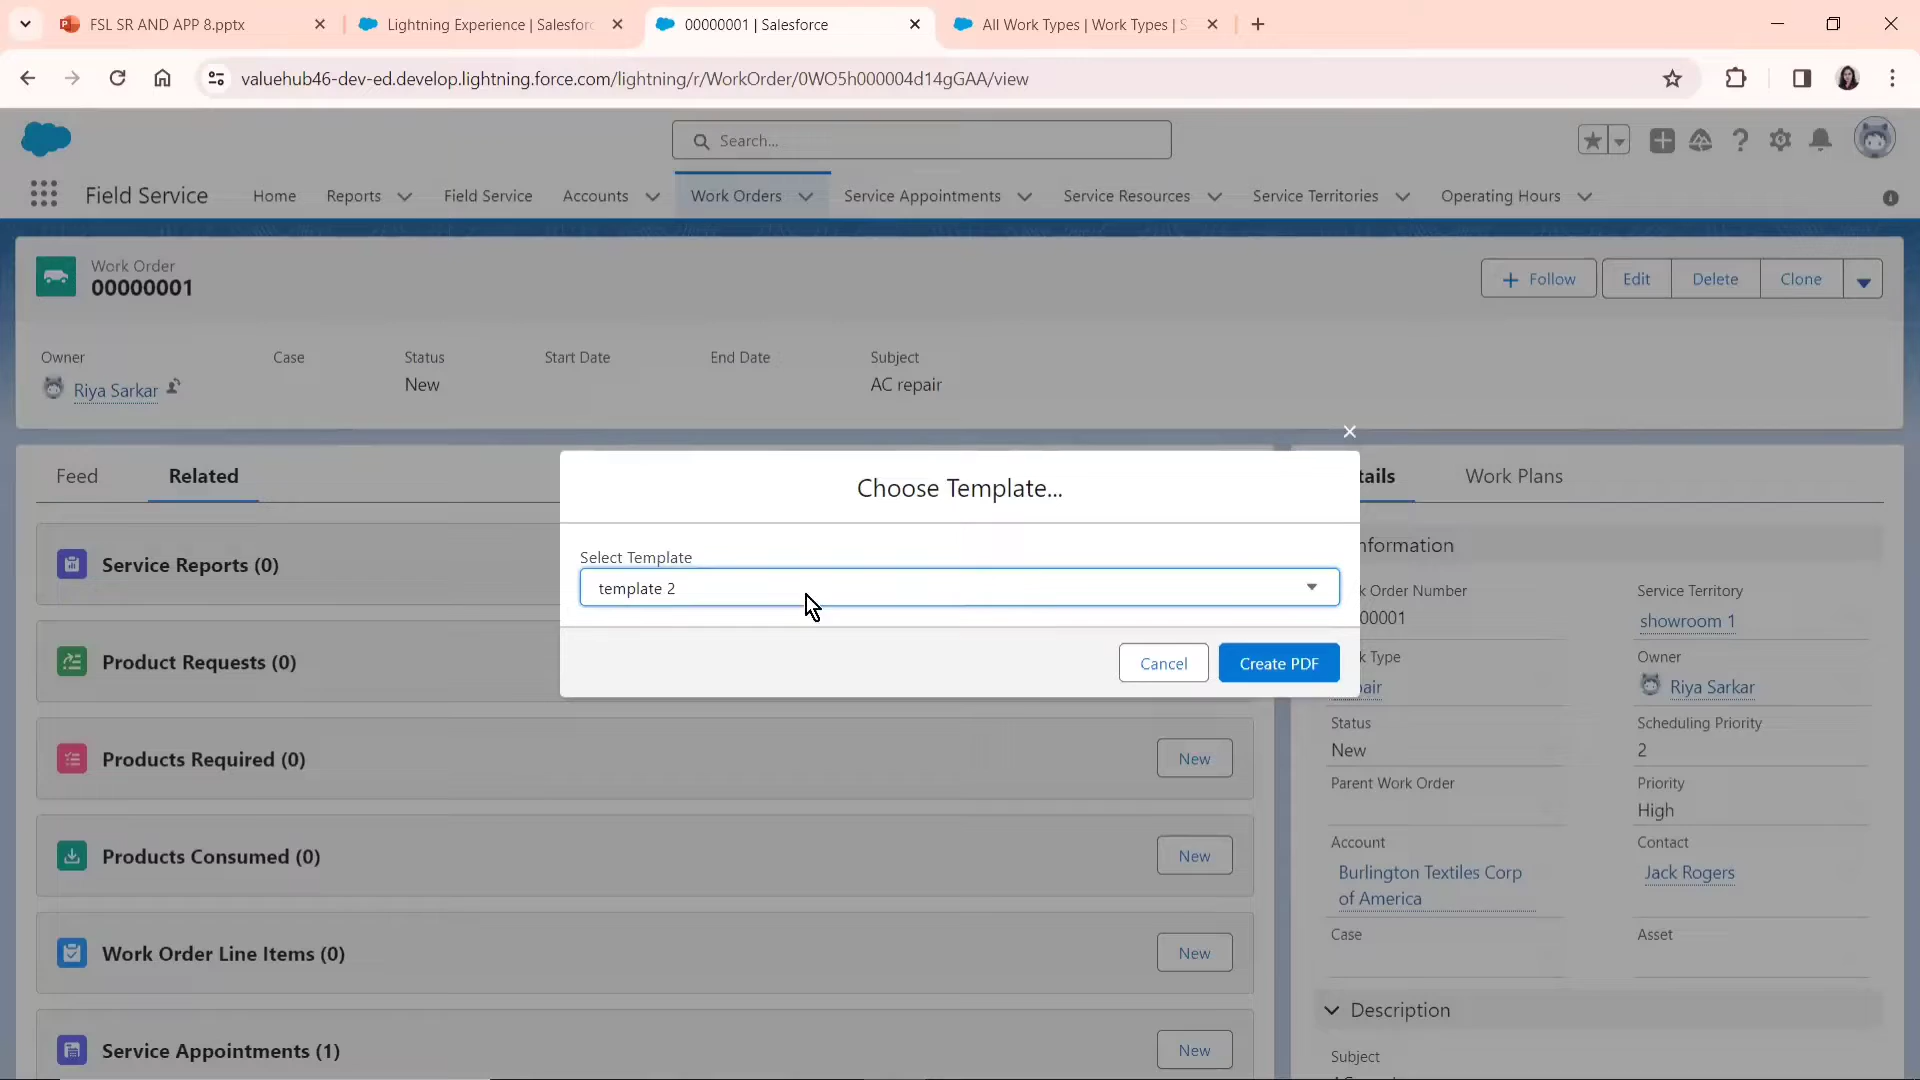 FSL SR AND APP 8.pptx
Lightning Experience | Salesforc
00000001 | Salesforce
All Work Types | Work Types | S
valuehub46-dev-ed.develop.lightning.force.com/lightning/r/WorkOrder/0WO5h000004d14gGAA/view
Search...
Field Service
Home
Reports
Field Service
Accounts
Work Orders
Service Appointments
Service Resources
Service Territories
Operating Hours
Work Order
00000001
Follow
Edit
Delete
Clone
Owner
Case
Status
Start Date
End Date
Subject
Riya Sarkar
New
AC repair
Feed
Related
Service Reports (0)
Product Requests (0)
Products Required (0)
New
Products Consumed (0)
New
Work Order Line Items (0)
New
Service Appointments (1)
New
Choose Template...
Select Template
template 2
Cancel
Create PDF
tails
Work Plans
nformation
k Order Number
00001
Service Territory
showroom 1
k Type
pair
Owner
Riya Sarkar
Status
New
Scheduling Priority
2
Parent Work Order
Priority
High
Account
Burlington Textiles Corp
of America
Contact
Jack Rogers
Case
Asset
Description
Subject